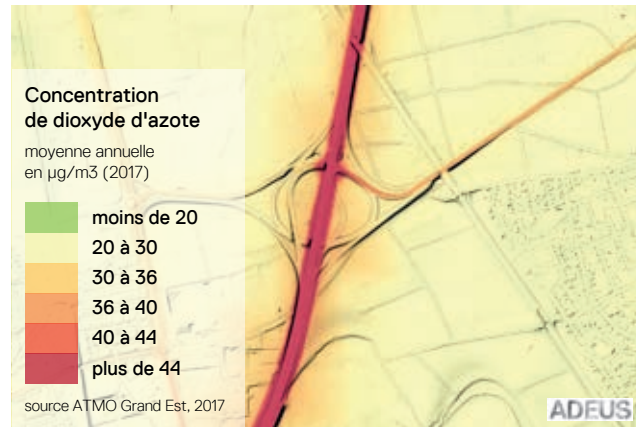 Concentration
de dioxyde d'azote
moyenne annuelle
en µg/m3 (2017)
moins de 20
20 à 30
30 à 36
36 à 40
40 à 44
plus de 44
source ATMO Grand Est, 2017
ADEUS